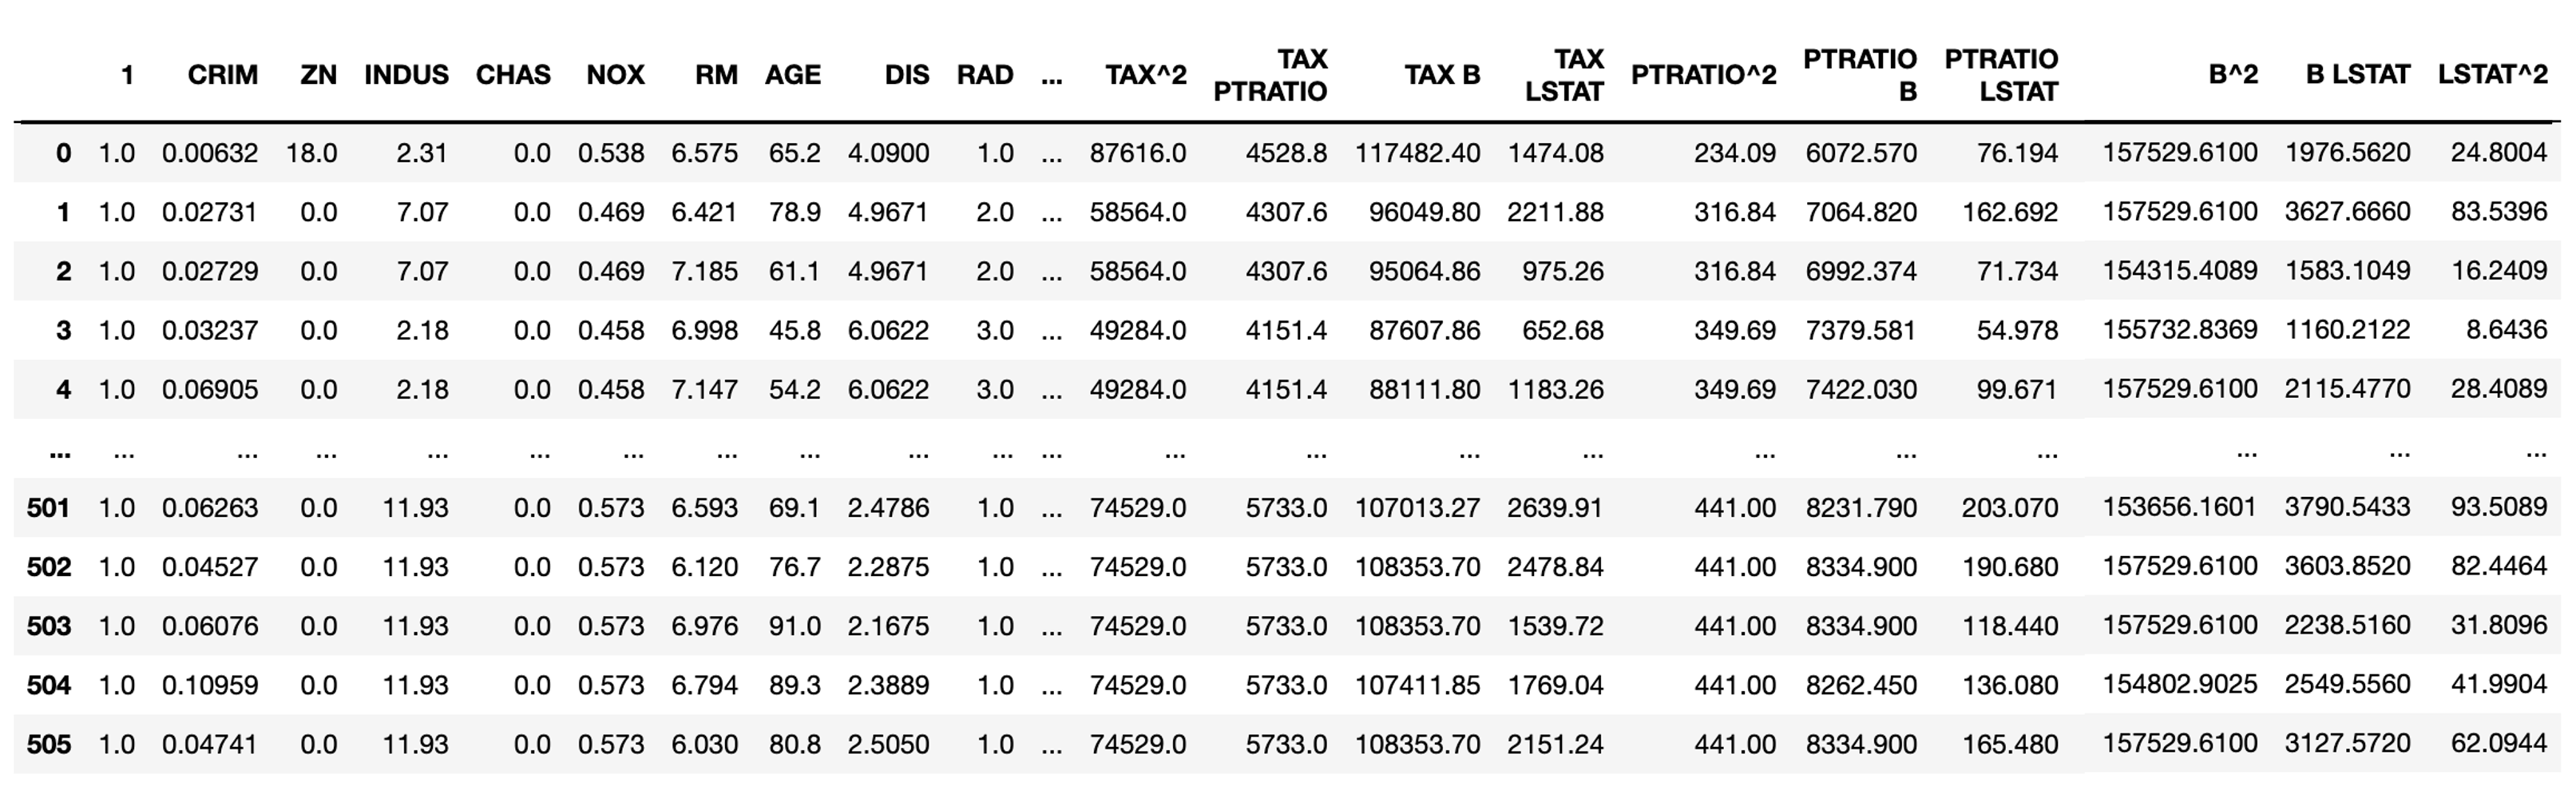 1 CRIM ZN INDUS CHAS NOX RM AGE DIS RAD ... TAX^2 TAX PTRATIO TAX B TAX LSTAT PTRATIO^2 PTRATIO B PTRATIO LSTAT B^2 B LSTAT LSTAT^2
0 1.0 0.00632 18.0 2.31 0.0 0.538 6.575 65.2 4.0900 1.0 ... 87616.0 4528.8 117482.40 1474.08 234.09 6072.570 76.194 157529.6100 1976.5620 24.8004
1 1.0 0.02731 0.0 7.07 0.0 0.469 6.421 78.9 4.9671 2.0 ... 58564.0 4307.6 96049.80 2211.88 316.84 7064.820 162.692 157529.6100 3627.6660 83.5396
2 1.0 0.02729 0.0 7.07 0.0 0.469 7.185 61.1 4.9671 2.0 ... 58564.0 4307.6 95064.86 975.26 316.84 6992.374 71.734 154315.4089 1583.1049 16.2409
3 1.0 0.03237 0.0 2.18 0.0 0.458 6.998 45.8 6.0622 3.0 ... 49284.0 4151.4 87607.86 652.68 349.69 7379.581 54.978 155732.8369 1160.2122 8.6436
4 1.0 0.06905 0.0 2.18 0.0 0.458 7.147 54.2 6.0622 3.0 ... 49284.0 4151.4 88111.80 1183.26 349.69 7422.030 99.671 157529.6100 2115.4770 28.4089
... ... ... ... ... ... ... ... ... ... ... ... ... ... ... ... ... ... ... ... ... ...
501 1.0 0.06263 0.0 11.93 0.0 0.573 6.593 69.1 2.4786 1.0 ... 74529.0 5733.0 107013.27 2639.91 441.00 8231.790 203.070 153656.1601 3790.5433 93.5089
502 1.0 0.04527 0.0 11.93 0.0 0.573 6.120 76.7 2.2875 1.0 ... 74529.0 5733.0 108353.70 2478.84 441.00 8334.900 190.680 157529.6100 3603.8520 82.4464
503 1.0 0.06076 0.0 11.93 0.0 0.573 6.976 91.0 2.1675 1.0 ... 74529.0 5733.0 108353.70 1539.72 441.00 8334.900 118.440 157529.6100 2238.5160 31.8096
504 1.0 0.10959 0.0 11.93 0.0 0.573 6.794 89.3 2.3889 1.0 ... 74529.0 5733.0 107411.85 1769.04 441.00 8262.450 136.080 154802.9025 2549.5560 41.9904
505 1.0 0.04741 0.0 11.93 0.0 0.573 6.030 80.8 2.5050 1.0 ... 74529.0 5733.0 108353.70 2151.24 441.00 8334.900 165.480 157529.6100 3127.5720 62.0944